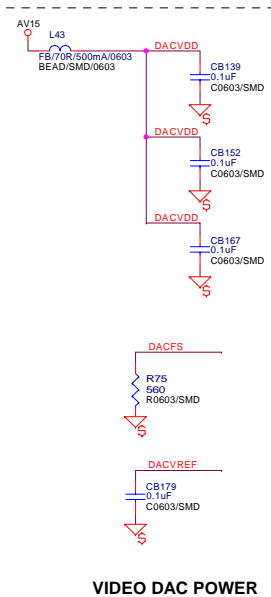 AV15
L43
DACVDD
FB/70R/500mA/0603
BEAD/SMD/0603
CB139
0.1uF
C0603/SMD
S
DACVDD
CB152
0.1uF
C0603/SMD
S
DACVDD
CB167
0.1uF
C0603/SMD
S
DACFS
R75
560
R0603/SMD
S
DACVREF
CB179
0.1uF
C0603/SMD
S
VIDEO DAC POWER